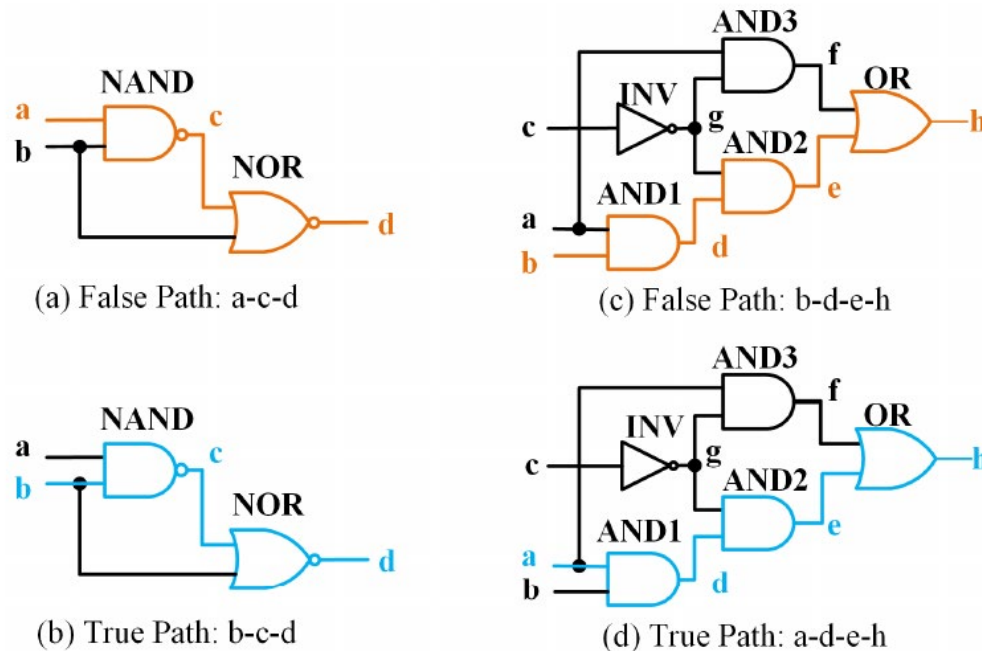 NAND
a
c
b
NOR
d
(a) False Path: a-c-d
AND3
f
OR
INV
c
g
h
AND2
AND1
e
a
d
b
(c) False Path: b-d-e-h
NAND
a
c
b
NOR
d
(b) True Path: b-c-d
AND3
f
OR
INV
c
g
h
AND2
AND1
e
a
d
b
(d) True Path: a-d-e-h